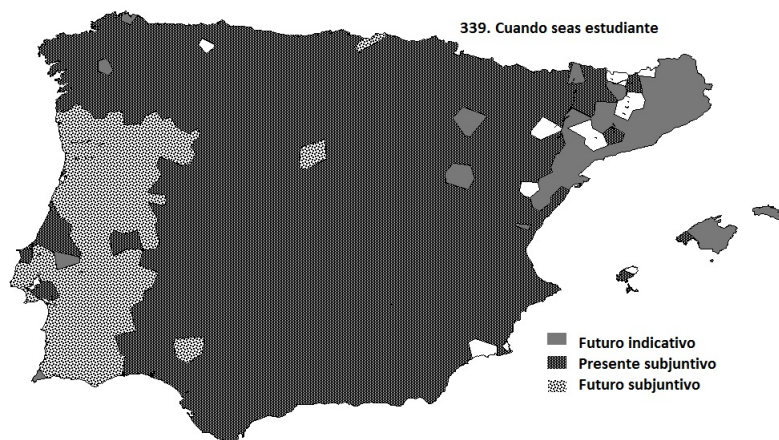 339. Cuando seas estudiante
Futuro indicativo
Presente subjuntivo
Futuro subjuntivo